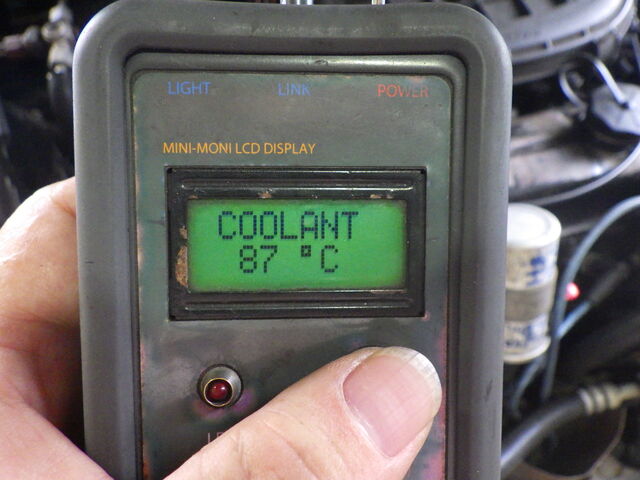 LIGHT LINK POWER
MINI-MONI LCD DISPLAY
COOLANT
87 °C